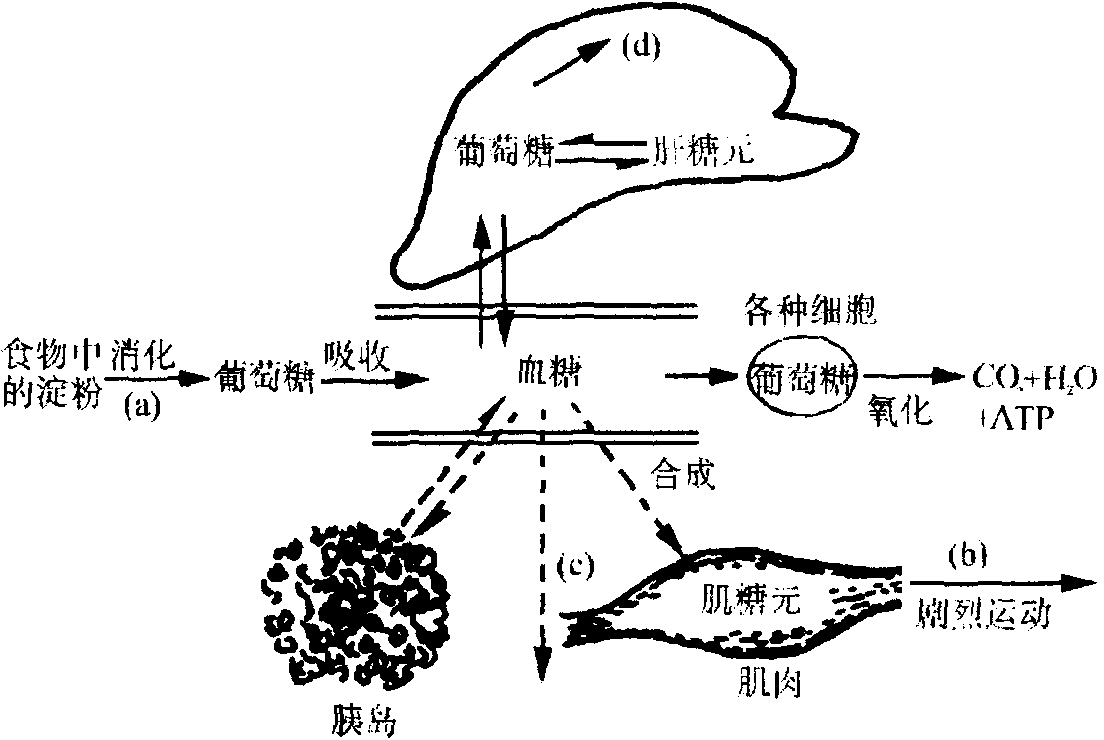 (d)
葡萄糖
肝糖元
各种细胞
食物中
的淀粉
消化
(a)
葡萄糖
吸收
血糖
葡萄糖
氧化
CO₂+H₂O
+ATP
合成
(c)
(b)
肌糖元
剧烈运动
肌肉
胰岛